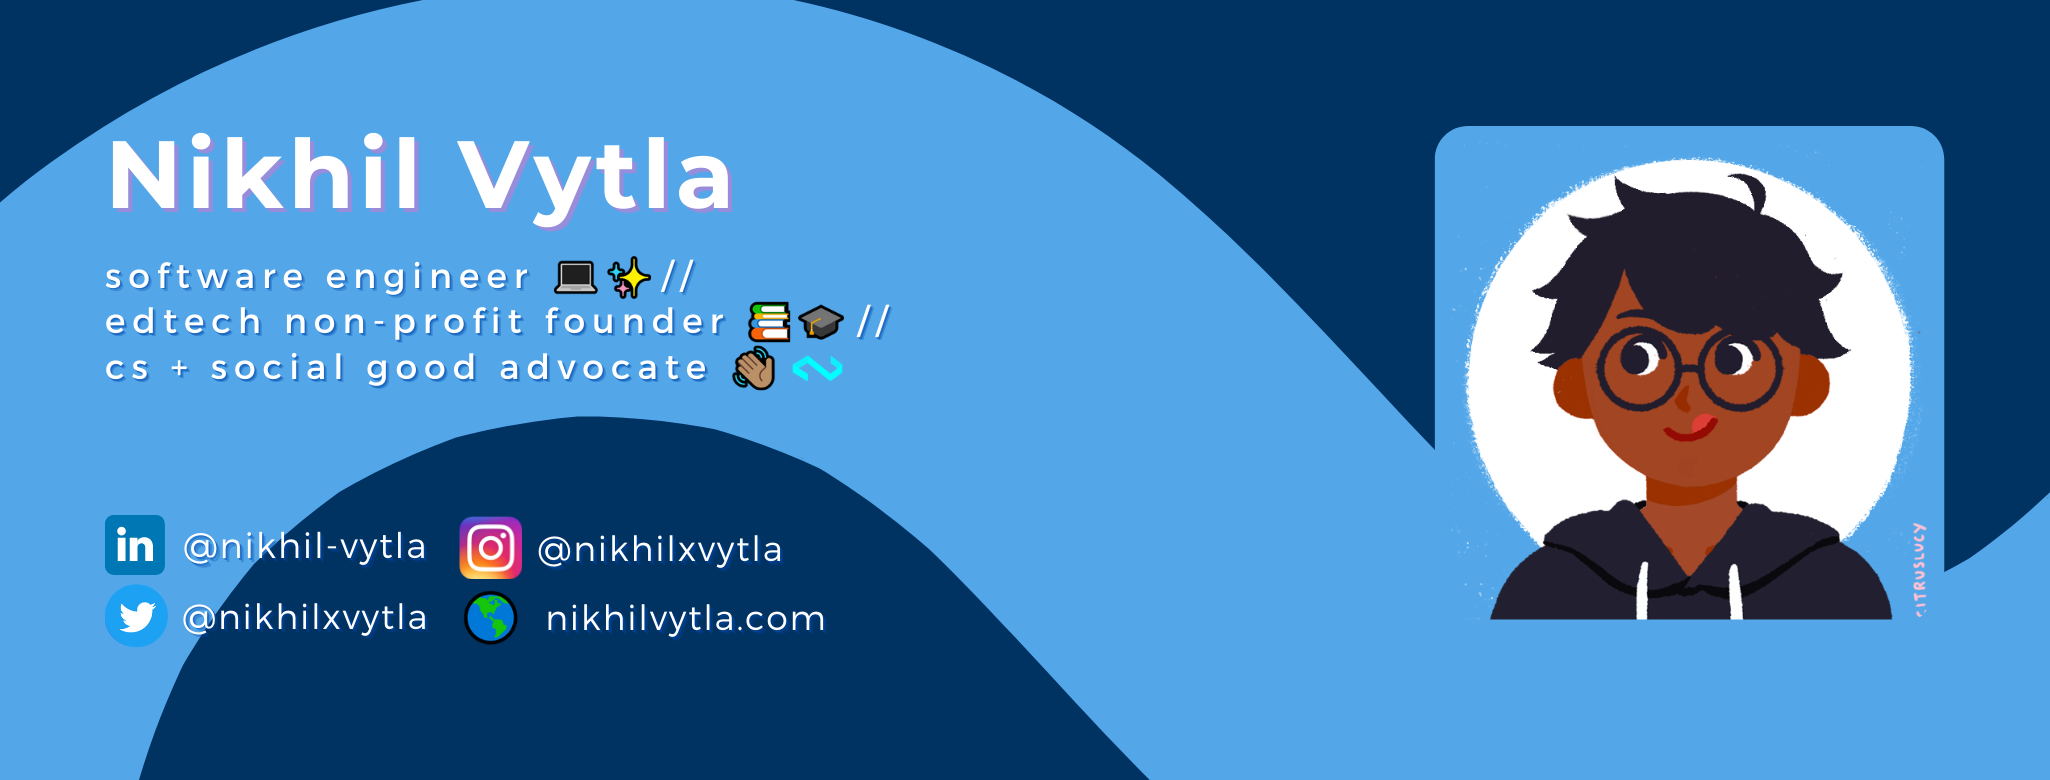 Nikhil Vytla
software engineer 💻✨//
edtech non-profit founder 📚🎓//
cs + social good advocate 👋🏽
in @nikhil-vytla
@nikhilxvytla
@nikhilxvytla
nikhilvytla.com
CITRUSLUCY